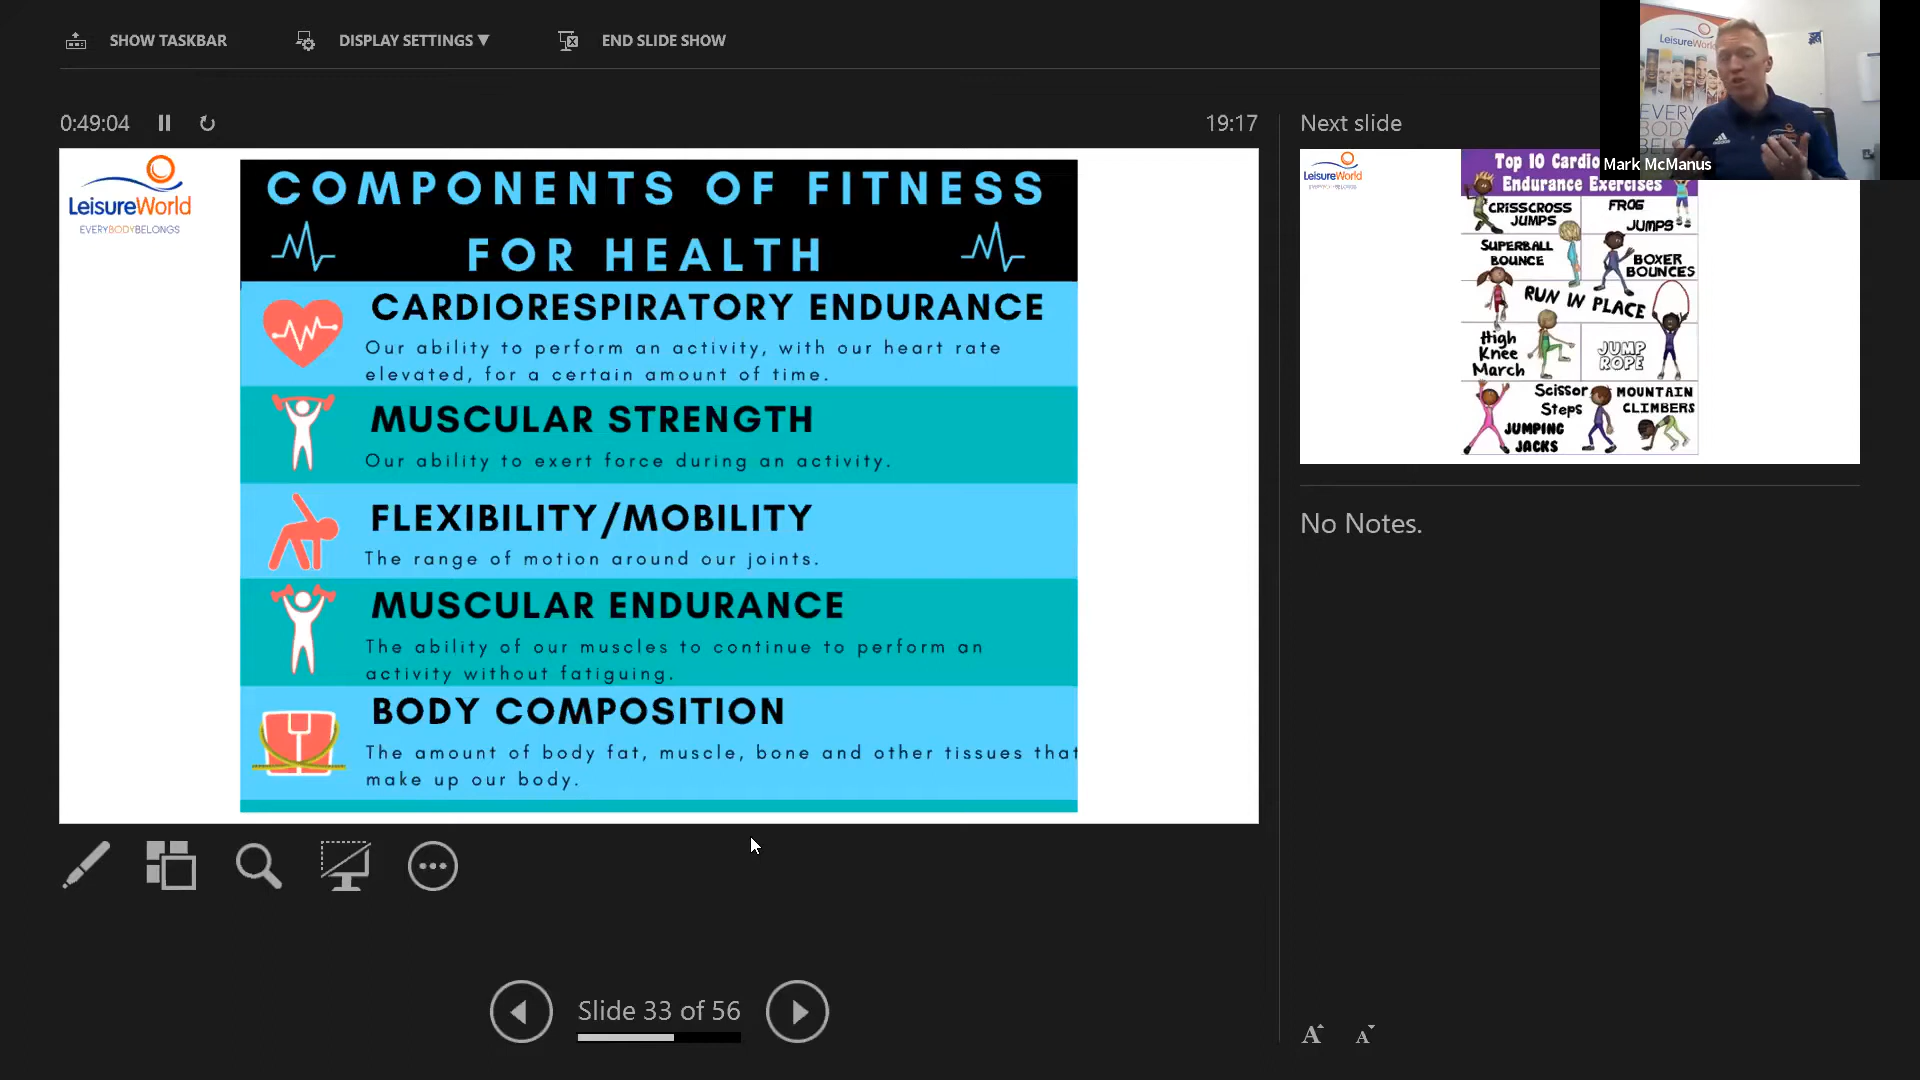 SHOW TASKBAR
DISPLAY SETTINGS ▼
END SLIDE SHOW
0:49:04
19:17
LeisureWorld
EVERYBODYBELONGS
COMPONENTS OF FITNESS
FOR HEALTH
CARDIORESPIRATORY ENDURANCE
Our ability to perform an activity, with our heart rate
elevated, for a certain amount of time.
MUSCULAR STRENGTH
Our ability to exert force during an activity.
FLEXIBILITY/MOBILITY
The range of motion around our joints.
MUSCULAR ENDURANCE
The ability of our muscles to continue to perform an
activity without fatiguing.
BODY COMPOSITION
The amount of body fat, muscle, bone and other tissues that
make up our body.
Slide 33 of 56
Next slide
LeisureWorld
EVERYBODYBELONGS
Top 10 Cardio
Endurance Exercises
CRISSCROSS
JUMPS
FROG
JUMPS
SUPERBALL
BOUNCE
BOXER
BOUNCES
RUN IN PLACE
High
Knee
March
JUMP
ROPE
Scissor
Steps
MOUNTAIN
CLIMBERS
JUMPING
JACKS
No Notes.
LeisureWorld
EVERY
BODY
Mark McManus